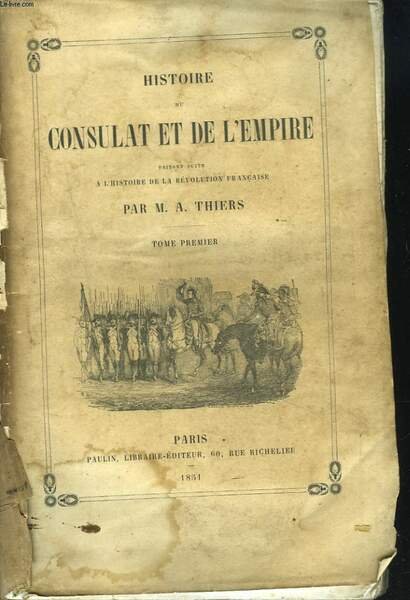 HISTOIRE
DU
CONSULAT ET DE L'EMPIRE
FAISANT SUITE
A L'HISTOIRE DE LA RÉVOLUTION FRANÇAISE
PAR M. A. THIERS
TOME PREMIER
PARIS
PAULIN, LIBRAIRE-ÉDITEUR, 60, RUE RICHELIEU
1851